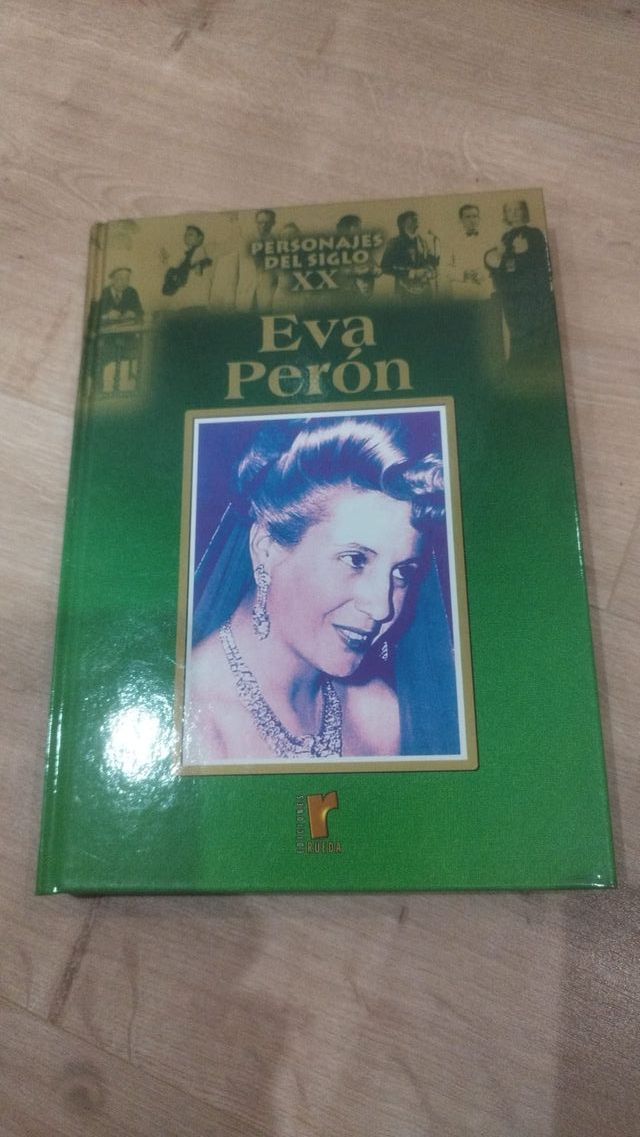 PERSONAJES
DEL SIGLO
XX
Eva
Perón
EDICIONES
r
RUEDA